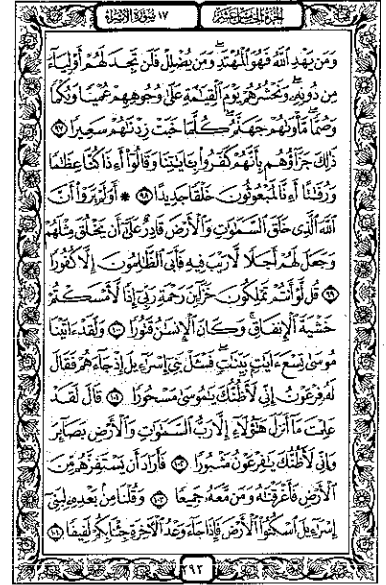 الجزء الخامس عشر ١٧ سورة الإسراء
وَمَن يَهْدِ ٱللَّهُ فَهُوَ ٱلْمُهْتَدِ وَمَن يُضْلِلْ فَلَن تَجِدَ لَهُمْ أَوْلِيَآءَ
مِن دُونِهِۦ وَنَحْشُرُهُمْ يَوْمَ ٱلْقِيَٰمَةِ عَلَىٰ وُجُوهِهِمْ عُمْيًا وَبُكْمًا
وَصُمًّا مَّأْوَىٰهُمْ جَهَنَّمُ كُلَّمَا خَبَتْ زِدْنَٰهُمْ سَعِيرًا ٩٧
ذَٰلِكَ جَزَآؤُهُم بِأَنَّهُمْ كَفَرُوا۟ بِـَٔايَٰتِنَا وَقَالُوٓا۟ أَءِذَا كُنَّا عِظَٰمًا
وَرُفَٰتًا أَءِنَّا لَمَبْعُوثُونَ خَلْقًا جَدِيدًا ٩٨ * أَوَلَمْ يَرَوْا۟ أَنَّ
ٱللَّهَ ٱلَّذِى خَلَقَ ٱلسَّمَٰوَٰتِ وَٱلْأَرْضَ قَادِرٌ عَلَىٰٓ أَن يَخْلُقَ مِثْلَهُمْ
وَجَعَلَ لَهُمْ أَجَلًا لَّا رَيْبَ فِيهِ فَأَبَى ٱلظَّٰلِمُونَ إِلَّا كُفُورًا
٩٩ قُل لَّوْ أَنتُمْ تَمْلِكُونَ خَزَآئِنَ رَحْمَةِ رَبِّىٓ إِذًا لَّأَمْسَكْتُمْ
خَشْيَةَ ٱلْإِنفَاقِ وَكَانَ ٱلْإِنسَٰنُ قَتُورًا ١٠٠ وَلَقَدْ ءَاتَيْنَا
مُوسَىٰ تِسْعَ ءَايَٰتٍۭ بَيِّنَٰتٍ فَسْـَٔلْ بَنِىٓ إِسْرَٰٓءِيلَ إِذْ جَآءَهُمْ فَقَالَ
لَهُۥ فِرْعَوْنُ إِنِّى لَأَظُنُّكَ يَٰمُوسَىٰ مَسْحُورًا ١٠١ قَالَ لَقَدْ
عَلِمْتَ مَآ أَنزَلَ هَٰٓؤُلَآءِ إِلَّا رَبُّ ٱلسَّمَٰوَٰتِ وَٱلْأَرْضِ بَصَآئِرَ
وَإِنِّى لَأَظُنُّكَ يَٰفِرْعَوْنُ مَثْبُورًا ١٠٢ فَأَرَادَ أَن يَسْتَفِزَّهُم مِّنَ
ٱلْأَرْضِ فَأَغْرَقْنَٰهُ وَمَن مَّعَهُۥ جَمِيعًا ١٠٣ وَقُلْنَا مِنۢ بَعْدِهِۦ لِبَنِىٓ
إِسْرَٰٓءِيلَ ٱسْكُنُوا۟ ٱلْأَرْضَ فَإِذَا جَآءَ وَعْدُ ٱلْءَاخِرَةِ جِئْنَا بِكُمْ لَفِيفًا ١٠٤
٢٩٢